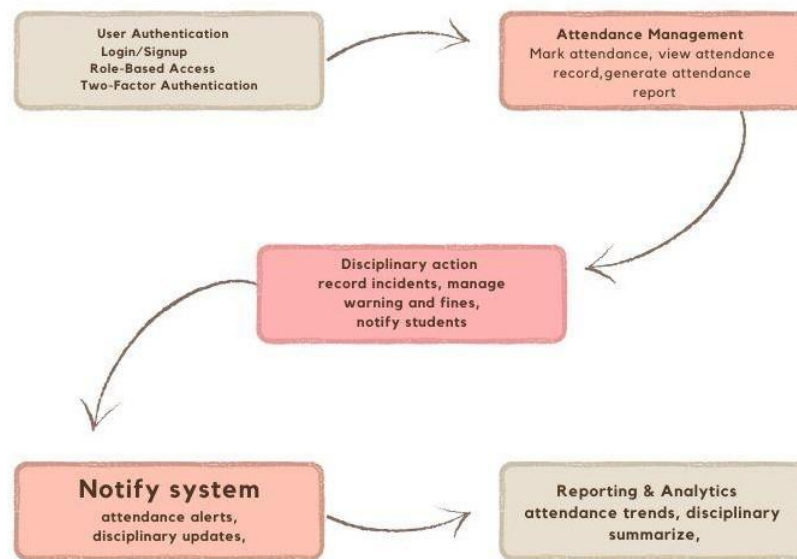 User Authentication
Login/Signup
Role-Based Access
Two-Factor Authentication
Attendance Management
Mark attendance, view attendance
record,generate attendance
report
Disciplinary action
record incidents, manage
warning and fines,
notify students
Notify system
attendance alerts,
disciplinary updates,
Reporting & Analytics
attendance trends, disciplinary
summarize,